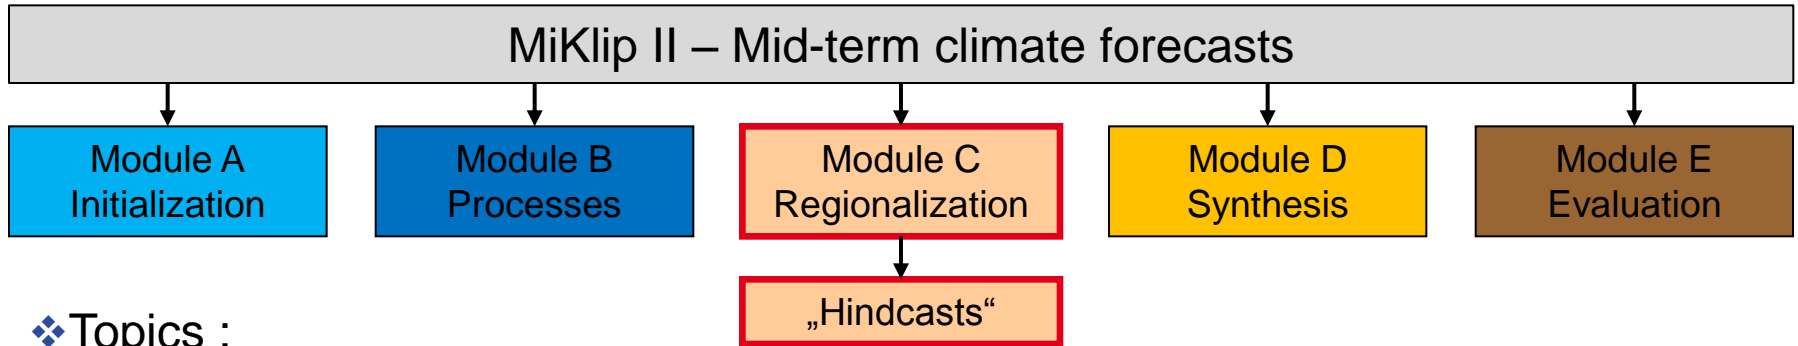 MiKlip II – Mid-term climate forecasts
Module A
Initialization
Module B
Processes
Module C
Regionalization
Module D
Synthesis
Module E
Evaluation
„Hindcasts“
❖Topics :